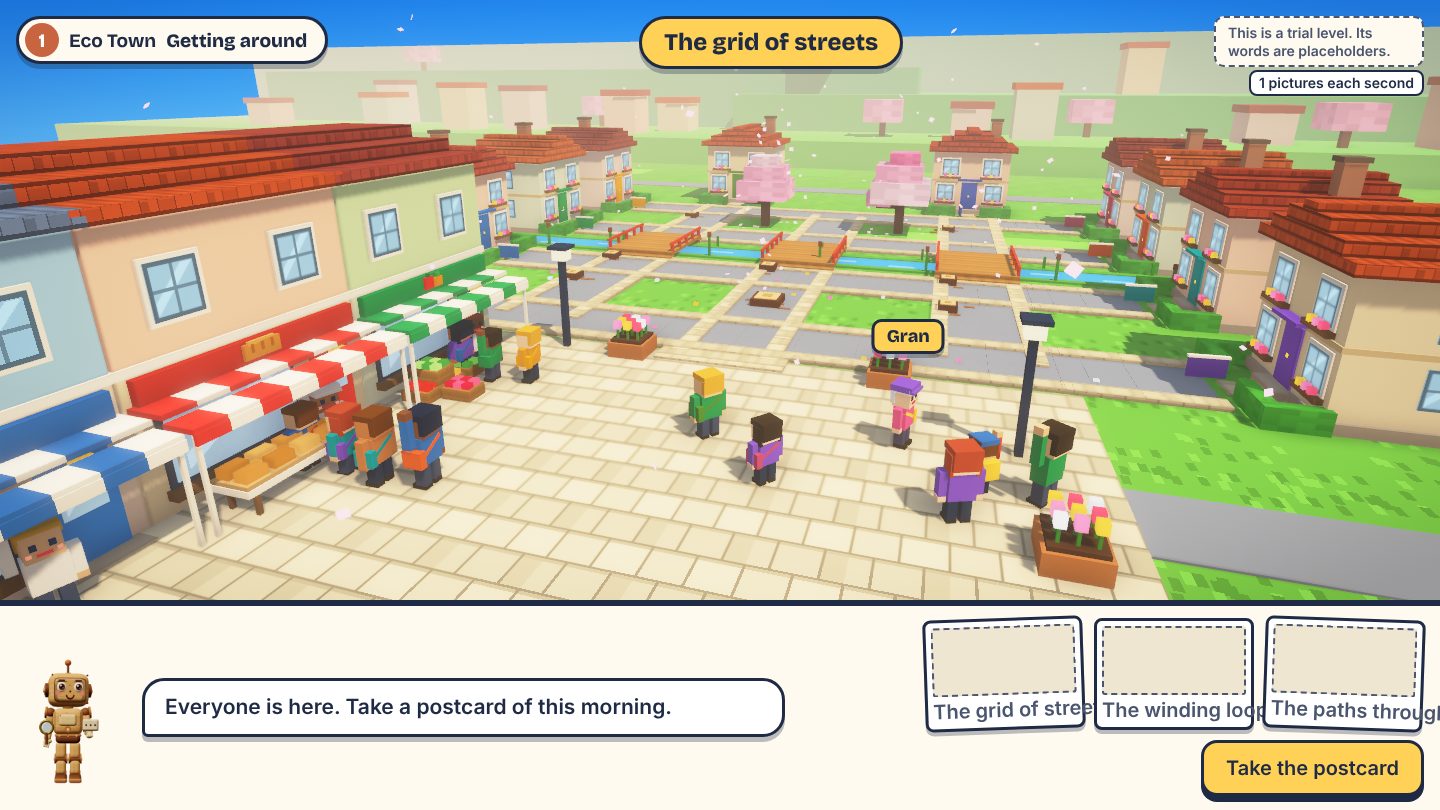 1 Eco Town Getting around
The grid of streets
This is a trial level. Its
words are placeholders.
1 pictures each second
Gran
Everyone is here. Take a postcard of this morning.
The grid of stree
The winding loop
The paths through
Take the postcard